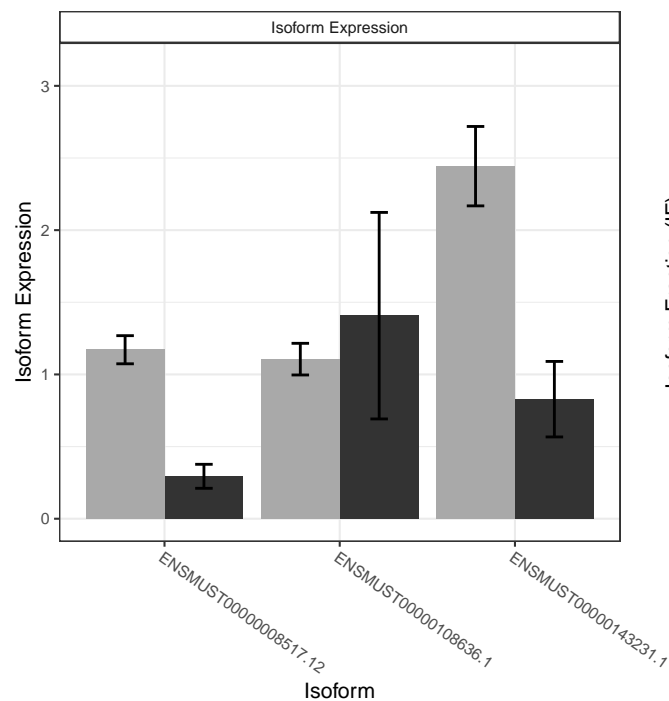 Isoform Expression
Isoform Expression
3
2
1
0
ENSMUST00000008517.12
ENSMUST00000108636.1
ENSMUST00000143231.1
Isoform